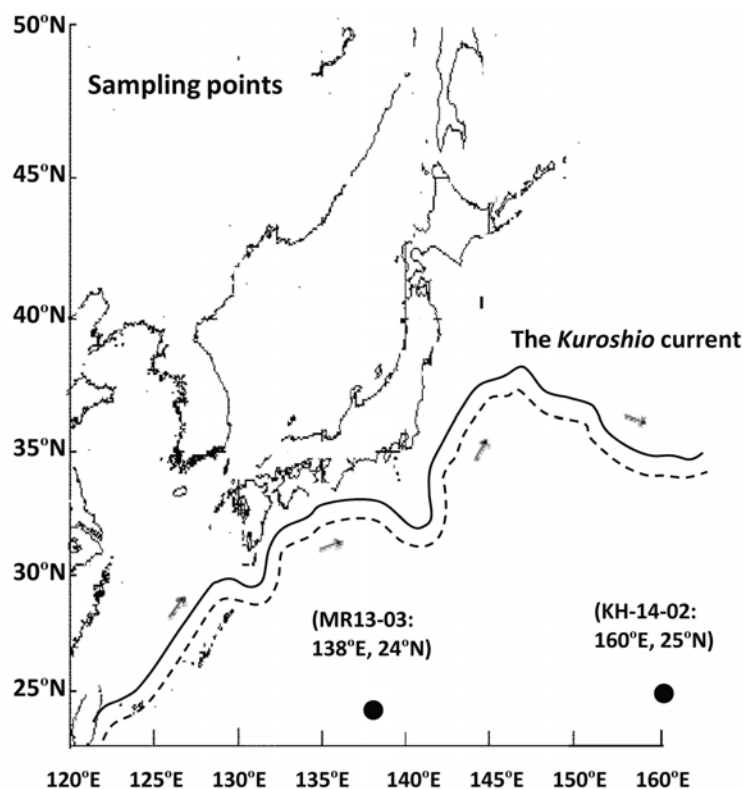 50°N
Sampling points
45°N
40°N
The Kuroshio current
35°N
30°N
(MR13-03:
138°E, 24°N)
(KH-14-02:
160°E, 25°N)
25°N
120°E 125°E 130°E 135°E 140°E 145°E 150°E 160°E